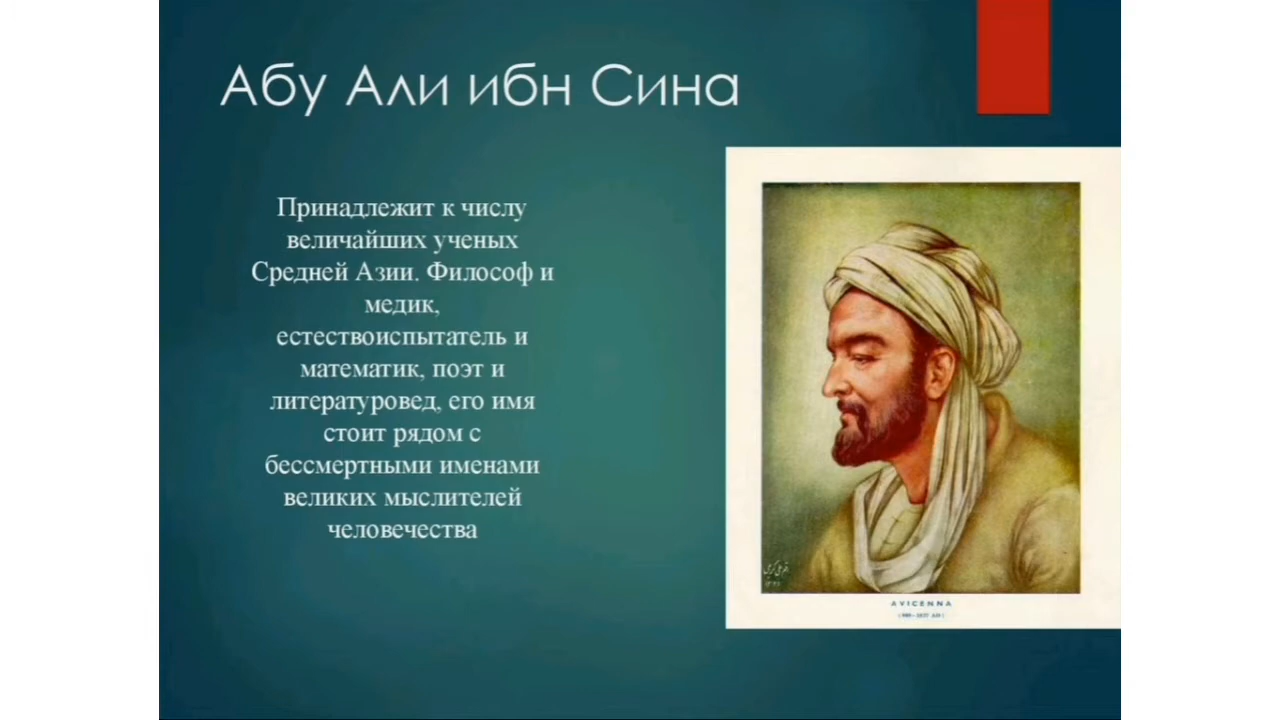 Абу Али ибн Сина
Принадлежит к числу
величайших ученых
Средней Азии. Философ и
медик,
естествоиспытатель и
математик, поэт и
литературовед, его имя
стоит рядом с
бессмертными именами
великих мыслителей
человечества
AVICENNA